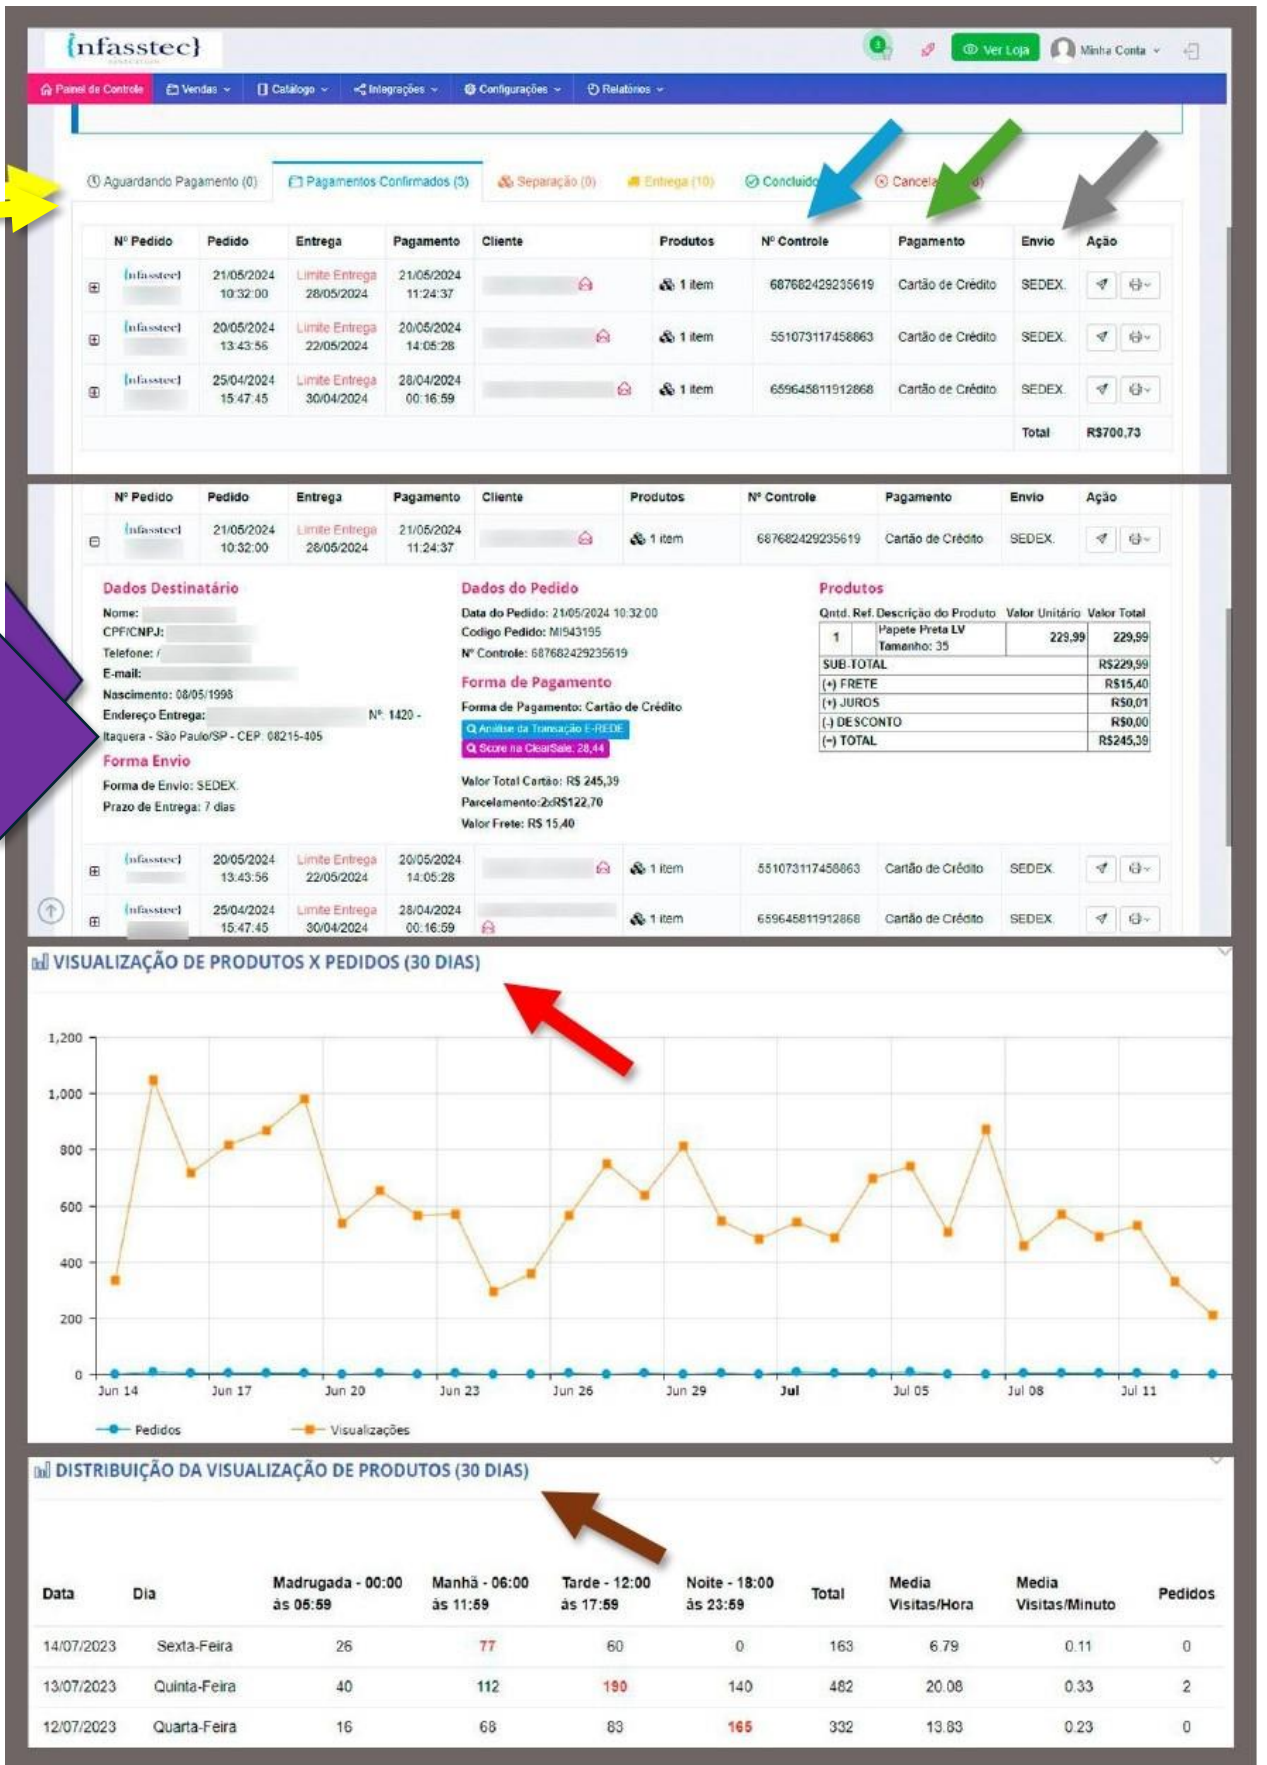 {nfasstec}
3
Ver Loja
Minha Conta
Painel de Controle Vendas Catálogo Integrações Configurações Relatórios
Aguardando Pagamento (0) Pagamentos Confirmados (3) Separação (0) Entrega (10)
Nº Pedido Pedido Entrega Pagamento Cliente Produtos Nº Controle Pagamento Envio Ação
{nfasstec} 21/05/2024 Limite Entrega 21/05/2024
10:32:00 28/05/2024 11:24:37 1 item 687682429235619 Cartão de Crédito SEDEX.
{nfasstec} 20/05/2024 Limite Entrega 20/05/2024
13:43:56 22/05/2024 14:05:28 1 item 551073117458863 Cartão de Crédito SEDEX.
{nfasstec} 25/04/2024 Limite Entrega 28/04/2024
15:47:45 30/04/2024 00:16:59 1 item 659645811912868 Cartão de Crédito SEDEX.
Total R$700,73
Nº Pedido Pedido Entrega Pagamento Cliente Produtos Nº Controle Pagamento Envio Ação
{nfasstec} 21/05/2024 Limite Entrega 21/05/2024
10:32:00 28/05/2024 11:24:37 1 item 687682429235619 Cartão de Crédito SEDEX.
Dados Destinatário
Nome:
CPF/CNPJ:
Telefone:
E-mail:
Nascimento: 08/05/1998
Endereço Entrega: Nº: 1420 -
Itaquera - São Paulo/SP - CEP: 08215-405
Forma Envio
Forma de Envio: SEDEX.
Prazo de Entrega: 7 dias
Dados do Pedido
Data do Pedido: 21/05/2024 10:32:00
Codigo Pedido: MI943195
Nº Controle: 687682429235619
Forma de Pagamento
Forma de Pagamento: Cartão de Crédito
Análise da Transação E-REDE
Score na ClearSale: 28,44
Valor Total Cartão: R$ 245,39
Parcelamento:2xR$122,70
Valor Frete: R$ 15,40
Produtos
Qntd. Ref. Descrição do Produto Valor Unitário Valor Total
1 Papete Preta LV 229,99 229,99
Tamanho: 35
SUB-TOTAL R$229,99
(+) FRETE R$15,40
(+) JUROS R$0,01
(-) DESCONTO R$0,00
(=) TOTAL R$245,39
{nfasstec} 20/05/2024 Limite Entrega 20/05/2024
13:43:56 22/05/2024 14:05:28 1 item 551073117458863 Cartão de Crédito SEDEX.
{nfasstec} 25/04/2024 Limite Entrega 28/04/2024
15:47:45 30/04/2024 00:16:59 1 item 659645811912868 Cartão de Crédito SEDEX.
VISUALIZAÇÃO DE PRODUTOS X PEDIDOS (30 DIAS)
1,200
1,000
800
600
400
200
0
Jun 14 Jun 17 Jun 20 Jun 23 Jun 26 Jun 29 Jul Jul 05 Jul 08 Jul 11
Pedidos Visualizações
DISTRIBUIÇÃO DA VISUALIZAÇÃO DE PRODUTOS (30 DIAS)
Data Dia Madrugada - 00:00 às 05:59 Manhã - 06:00 às 11:59 Tarde - 12:00 às 17:59 Noite - 18:00 às 23:59 Total Media Visitas/Hora Media Visitas/Minuto Pedidos
14/07/2023 Sexta-Feira 26 77 60 0 163 6.79 0.11 0
13/07/2023 Quinta-Feira 40 112 190 140 482 20.08 0.33 2
12/07/2023 Quarta-Feira 16 68 83 165 332 13.83 0.23 0